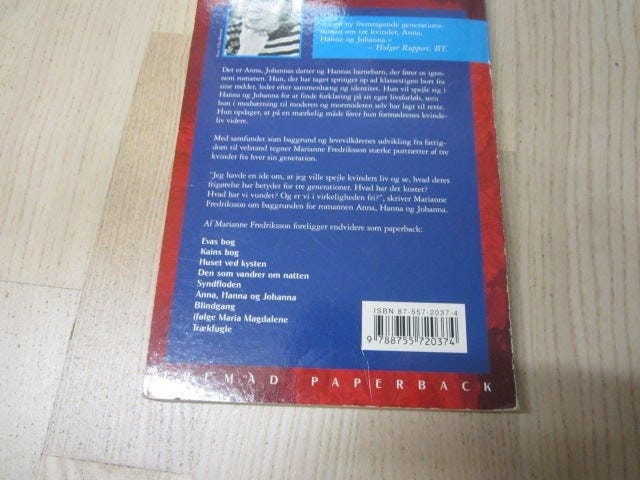 ny fremragende generations-
roman om tre kvinder, Anna,
Hanna og Johanna.«
– Holger Ruppert, BT.
Det er Anna, Johannas datter og Hannas barnebarn, der fører os igen-
nem romanen. Hun, der har taget springet op ad klassestigen bort fra
sine rødder, leder efter sammenhæng og identitet. Hun vil spejle sig i
Hanna og Johanna for at finde forklaring på sit eget livsforløb, som
hun i modsætning til moderen og mormoderen selv har lagt til rette.
Hun opdager, at på en mærkelig måde fører hun formødrenes kvinde-
liv videre.
Med samfundet som baggrund og levevilkårenes udvikling fra fattig-
dom til velstand tegner Marianne Fredriksson stærke portrætter af tre
kvinder fra hver sin generation.
"Jeg havde en ide om, at jeg ville spejle kvinders liv og se, hvad deres
frigørelse har betydet for tre generationer. Hvad har det kostet?
Hvad har vi vundet? Og er vi i virkeligheden fri?", skriver Marianne
Fredriksson om baggrunden for romannen Anna, Hanna og Johanna.
Af Marianne Fredriksson foreligger endvidere som paperback:
Evas bog
Kains bog
Huset ved kysten
Den som vandrer om natten
Syndfloden
Anna, Hanna og Johanna
Blindgang
ifølge Maria Magdalene
Trækfugle
ISBN 87-557-2037-4
9 788755 720374
EMAD PAPERBACK